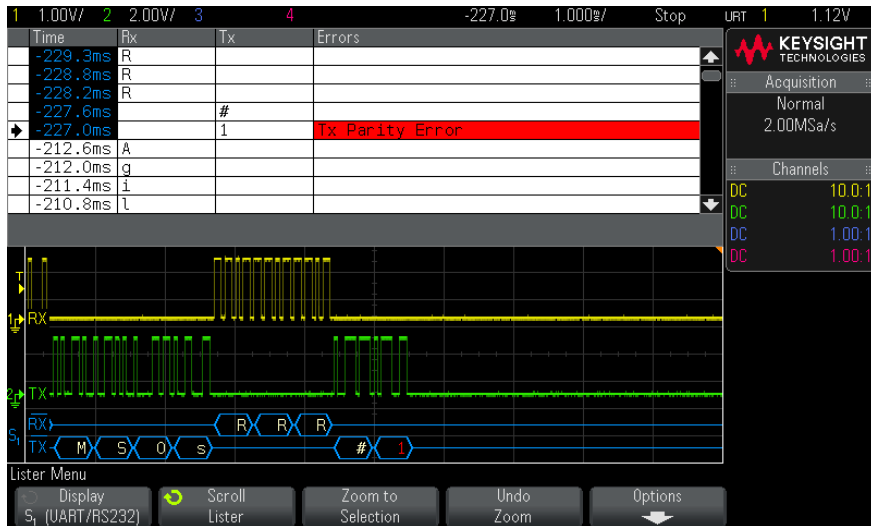 1 1.00V/ 2 2.00V/ 3 4 -227.0s 1.000s/ Stop URT 1 1.12V
Time Rx Tx Errors
-229.3ms R
-228.8ms R
-228.2ms R
-227.6ms #
-227.0ms 1 Tx Parity Error
-212.6ms A
-212.0ms g
-211.4ms i
-210.8ms l
KEYSIGHT
TECHNOLOGIES
Acquisition
Normal
2.00MSa/s
Channels
DC 10.0:1
DC 10.0:1
DC 1.00:1
DC 1.00:1
T
1 RX
2 TX
S1 RX R R R
TX M S O s # 1
Lister Menu
Display Scroll Zoom to Undo Options
S1 (UART/RS232) Lister Selection Zoom